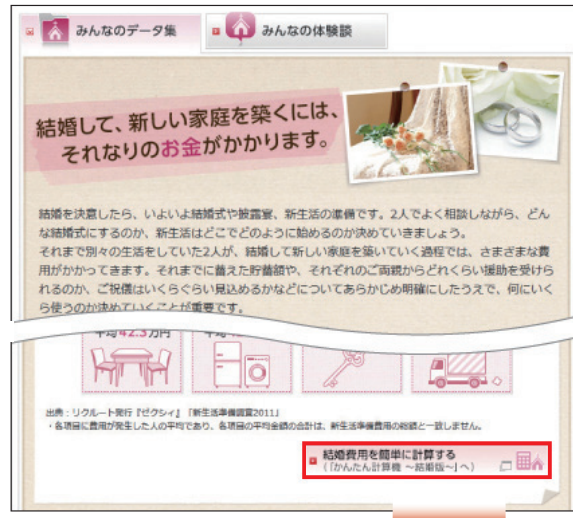 みんなのデータ集
みんなの体験談
結婚して、新しい家庭を築くには、
それなりのお金がかかります。
結婚を決意したら、いよいよ結婚式や披露宴、新生活の準備です。2人でよく相談しながら、どん
な結婚式にするのか、新生活はどこでどのように始めるのか決めていきましょう。
それまで別々の生活をしていた2人が、結婚して新しい家庭を築いていく過程では、さまざまな費
用がかかってきます。それまでに蓄えた貯蓄額や、それぞれのご両親からどれくらい援助を受けら
れるのか、ご祝儀はいくらぐらい見込めるかなどについてあらかじめ明確にしたうえで、何にいく
ら使うのか決めていくことが重要です。
平均42.3万円
平均
出典：リクルート発行『ゼクシィ』「新生活準備調査2011」
・各項目に費用が発生した人の平均であり、各項目の平均金額の合計は、新生活準備費用の総額と一致しません。
結婚費用を簡単に計算する
(「かんたん計算機 ～結婚版～」へ)